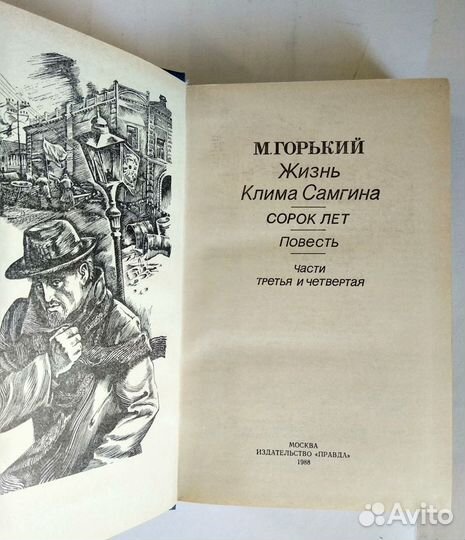 М. ГОРЬКИЙ
Жизнь
Клима Самгина
СОРОК ЛЕТ
Повесть
Части
третья и четвертая
МОСКВА
ИЗДАТЕЛЬСТВО «ПРАВДА»
1988
Avito